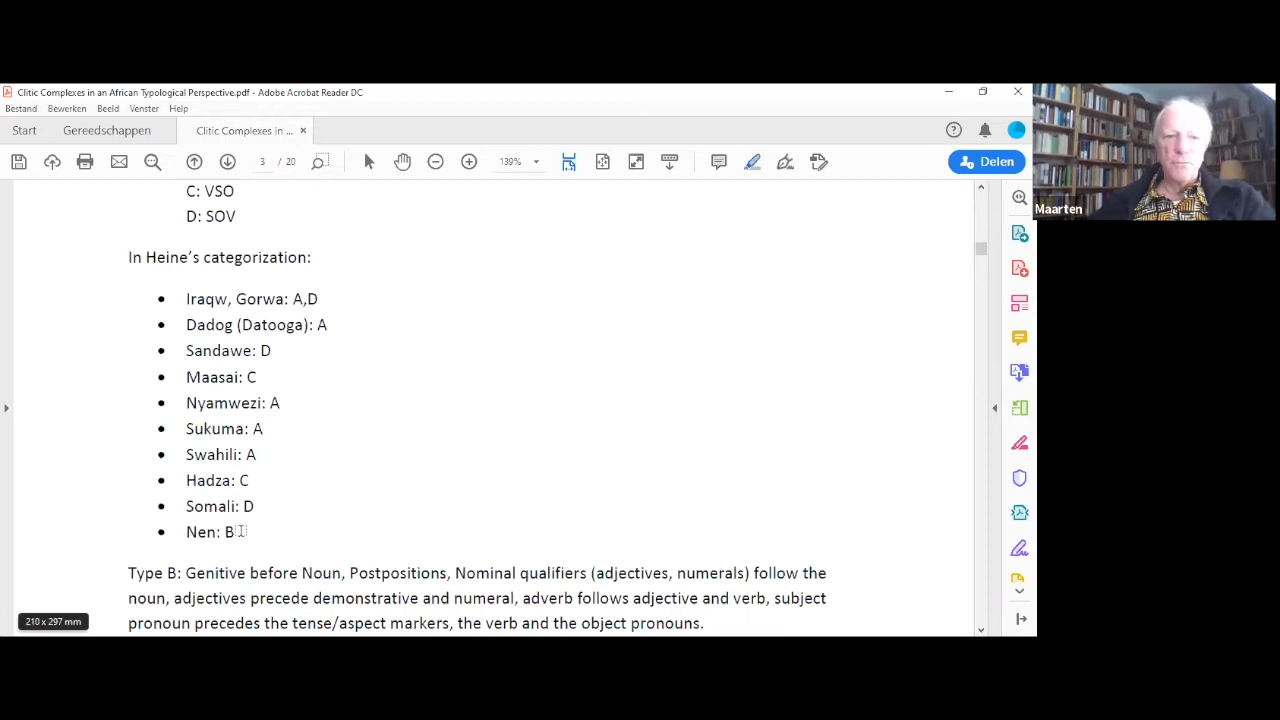 Clitic Complexes in an African Typological Perspective.pdf - Adobe Acrobat Reader DC
Bestand Bewerken Beeld Venster Help
Start Gereedschappen Clitic Complexes in ... ×
3 / 20 139% Delen
Maarten
C: VSO
D: SOV
In Heine’s categorization:
• Iraqw, Gorwa: A,D
• Dadog (Datooga): A
• Sandawe: D
• Maasai: C
• Nyamwezi: A
• Sukuma: A
• Swahili: A
• Hadza: C
• Somali: D
• Nen: B
Type B: Genitive before Noun, Postpositions, Nominal qualifiers (adjectives, numerals) follow the
noun, adjectives precede demonstrative and numeral, adverb follows adjective and verb, subject
pronoun precedes the tense/aspect markers, the verb and the object pronouns.
210 x 297 mm